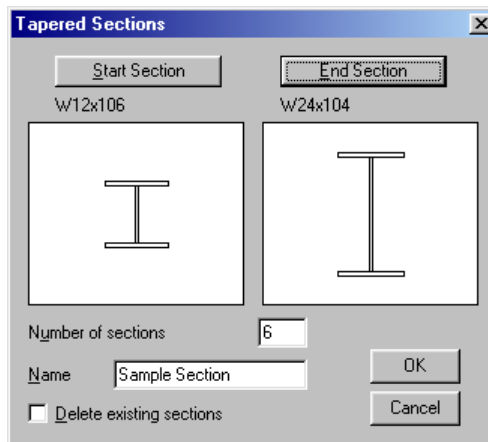 Tapered Sections
Start Section End Section
W12x106 W24x104
Number of sections 6
Name Sample Section
OK
Delete existing sections
Cancel